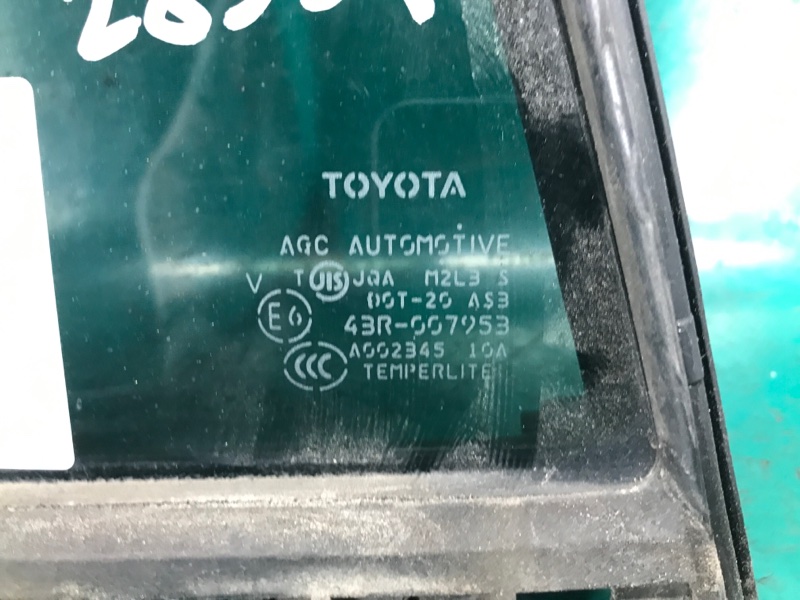 TOYOTA
AGC AUTOMOTIVE
V T JIS JQA M2L3 S
DOT-20 AS3
E6 43R-007953
CCC A002345 10A
TEMPERLITE